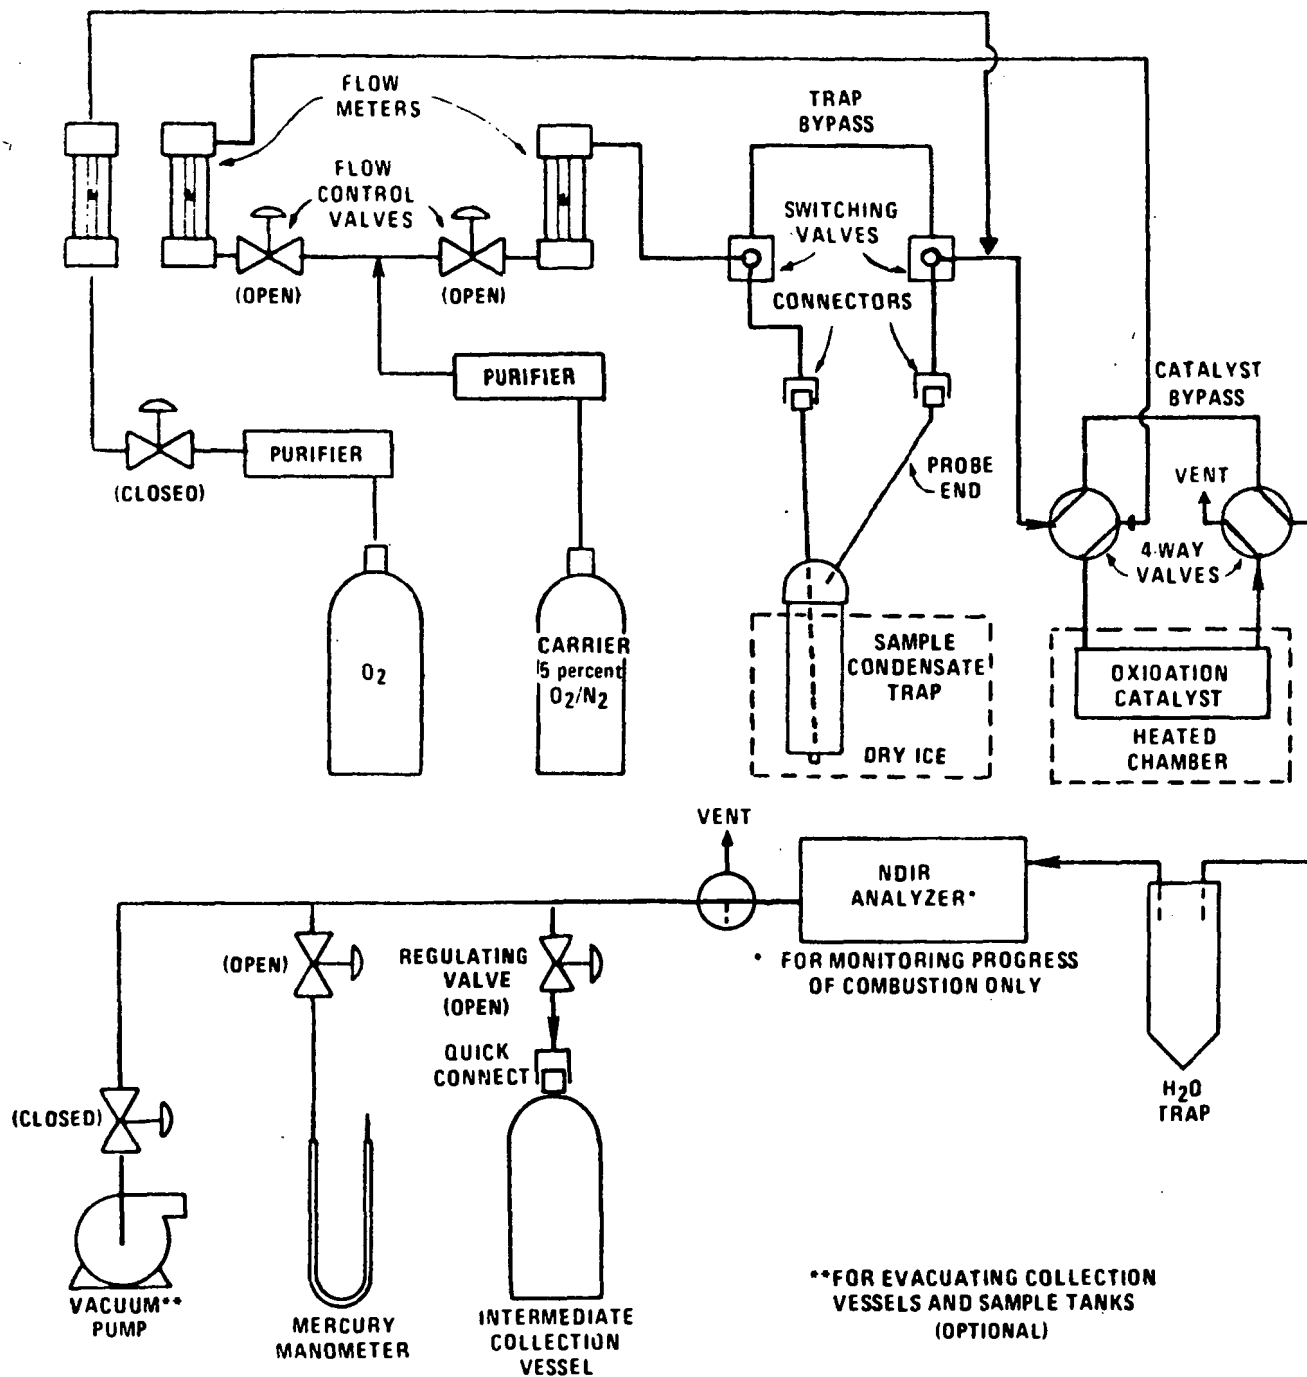 FLOW
METERS
TRAP
BYPASS
FLOW
CONTROL
VALVES
SWITCHING
VALVES
(OPEN)
(OPEN)
CONNECTORS
PURIFIER
CATALYST
BYPASS
PURIFIER
(CLOSED)
PROBE
END
VENT
4-WAY
VALVES
O2
CARRIER
5 percent
O2/N2
SAMPLE
CONDENSATE
TRAP
DRY ICE
OXIOATION
CATALYST
HEATED
CHAMBER
VENT
NDIR
ANALYZER*
* FOR MONITORING PROGRESS
OF COMBUSTION ONLY
(OPEN)
REGULATING
VALVE
(OPEN)
QUICK
CONNECT
H2O
TRAP
(CLOSED)
VACUUM**
PUMP
MERCURY
MANOMETER
INTERMEDIATE
COLLECTION
VESSEL
**FOR EVACUATING COLLECTION
VESSELS AND SAMPLE TANKS
(OPTIONAL)